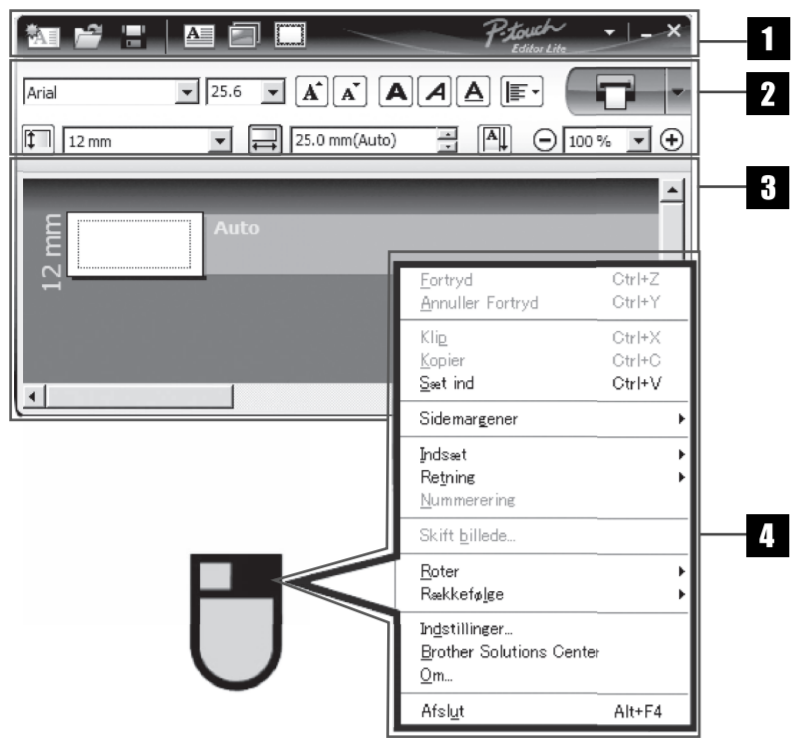 A
A
P-touch
Editor Lite
1
Arial
25.6
A
A
A
A
A
2
12 mm
25.0 mm(Auto)
A
100 %
3
12 mm
Auto
Fortryd Ctrl+Z
Annuller Fortryd Ctrl+Y
Klip Ctrl+X
Kopier Ctrl+C
Sæt ind Ctrl+V
Sidemargener
Indsæt
Retning
Nummerering
Skift billede...
4
Roter
Rækkefølge
Indstillinger...
Brother Solutions Center
Om...
Afslut Alt+F4